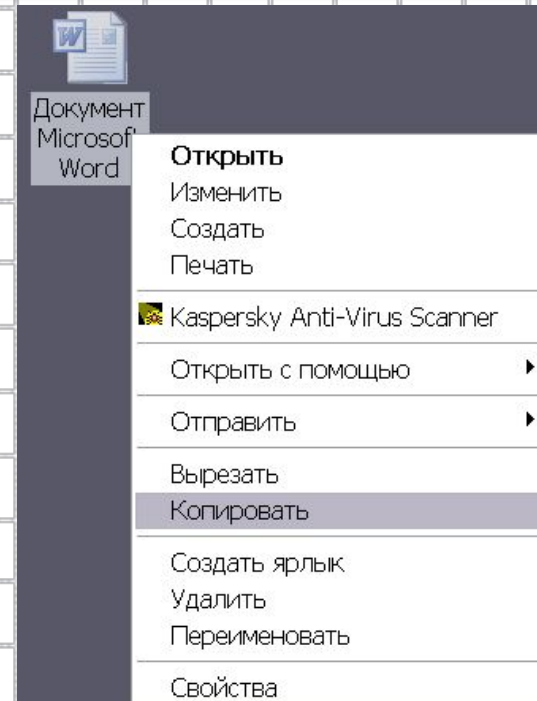 Документ
Microsoft
Word
Открыть
Изменить
Создать
Печать
Kaspersky Anti-Virus Scanner
Открыть с помощью
Отправить
Вырезать
Копировать
Создать ярлык
Удалить
Переименовать
Свойства